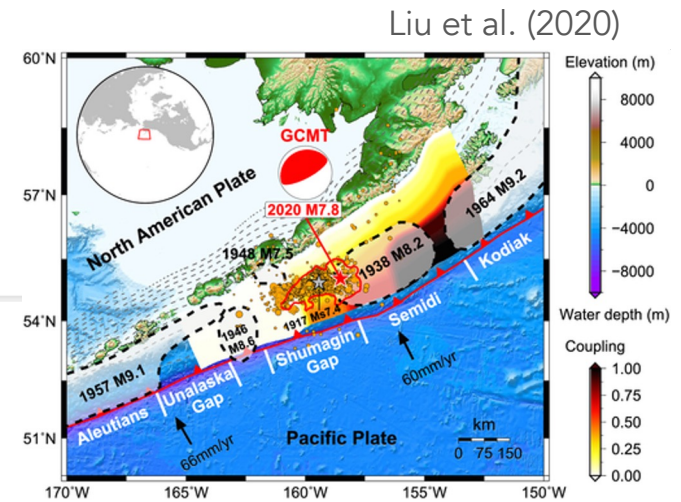 Liu et al. (2020)
60°N
57°N
54°N
51°N
170°W
165°W
160°W
155°W
150°W
GCMT
2020 M7.8
North American Plate
1948 M7.5
1938 M8.2
1964 M9.2
1946
M8.6
1917 Ms7.4
1957 M9.1
Kodiak
Semidi
Shumagin
Gap
Unalaska
Gap
Aleutians
60mm/yr
66mm/yr
Pacific Plate
km
0 75 150
Elevation (m)
8000
4000
0
−4000
−8000
Water depth (m)
Coupling
1.00
0.75
0.50
0.25
0.00